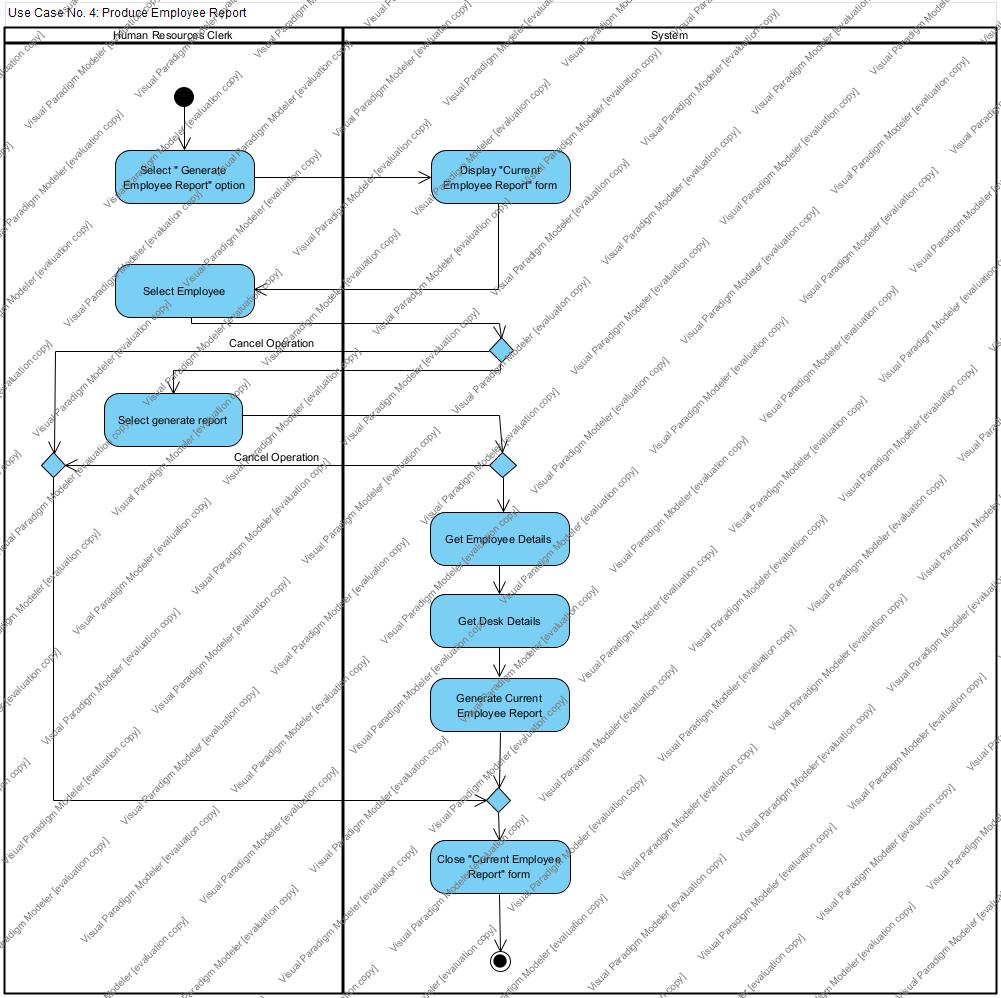 Use Case No. 4: Produce Employee Report
Human Resources Clerk
System
Select " Generate
Employee Report" option
Display "Current
Employee Report" form
Select Employee
Cancel Operation
Select generate report
Cancel Operation
Get Employee Details
Get Desk Details
Generate Current
Employee Report
Close "Current Employee
Report" form
Visual Paradigm Modeler [evaluation copy]